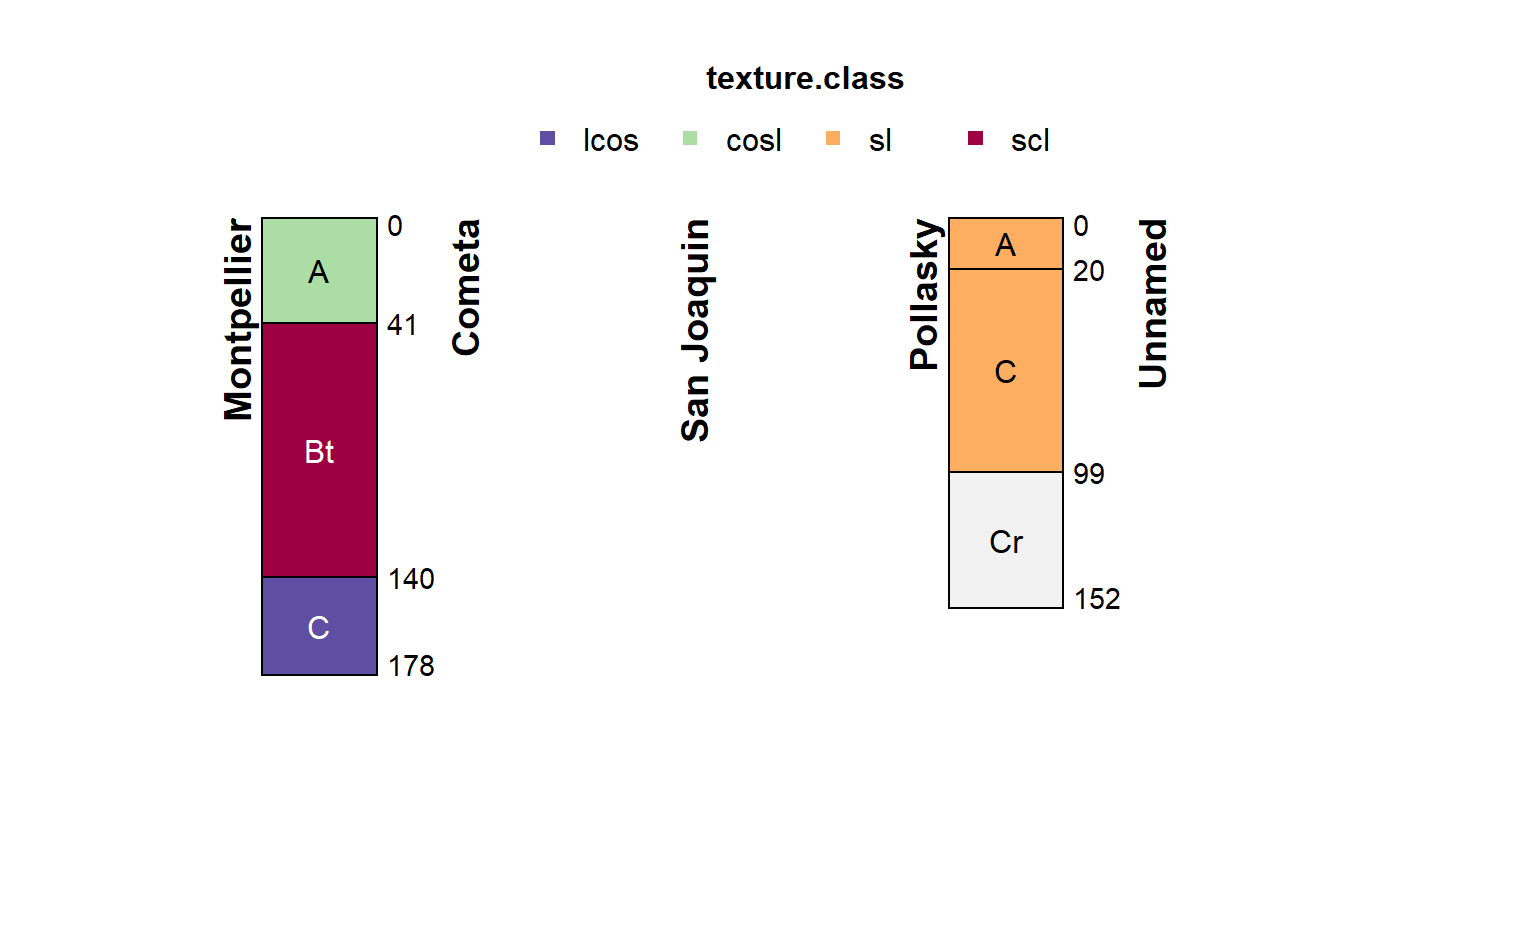 texture.class
lcos cosl sl scl
Montpellier
A
Bt
C
0
41
140
178
Cometa
San Joaquin
Pollasky
A
C
Cr
0
20
99
152
Unnamed